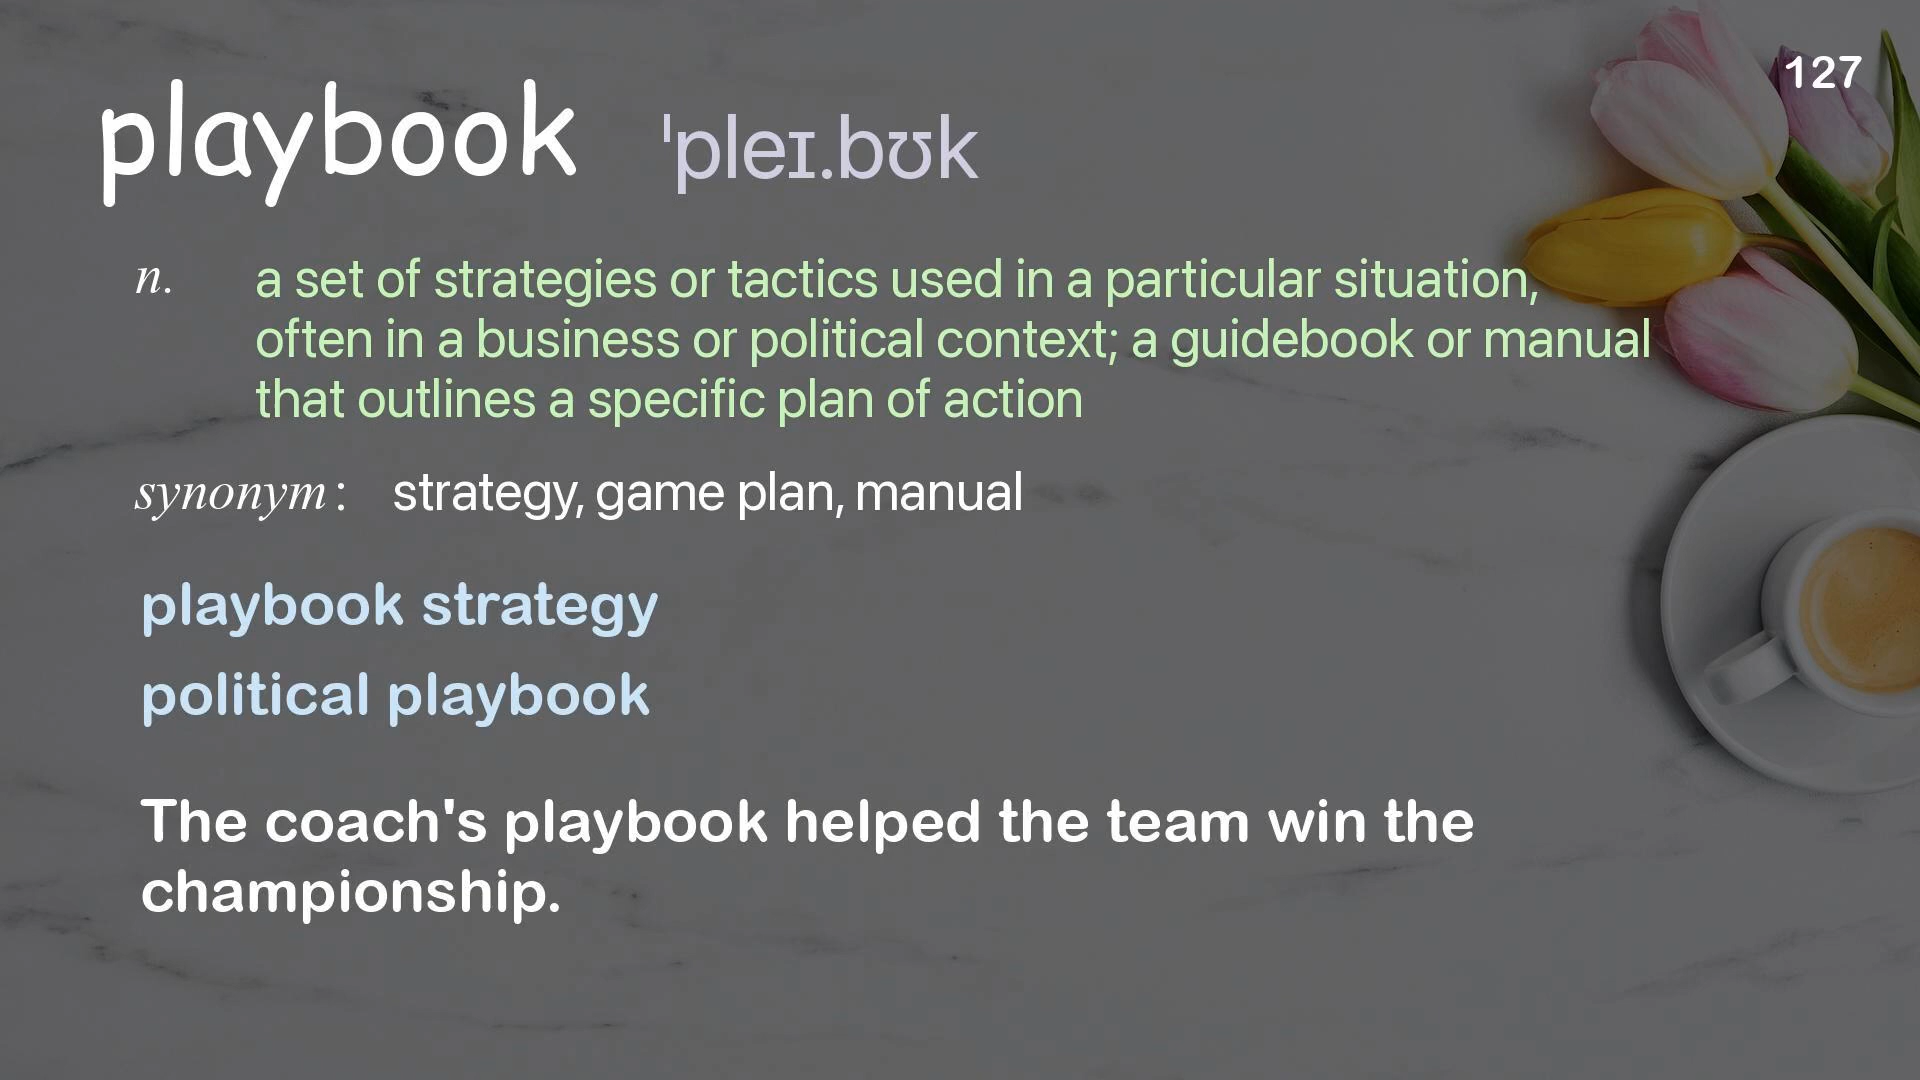 127
playbook ˈpleɪ.bʊk
n. a set of strategies or tactics used in a particular situation,
often in a business or political context; a guidebook or manual
that outlines a specific plan of action
synonym: strategy, game plan, manual
playbook strategy
political playbook
The coach's playbook helped the team win the
championship.